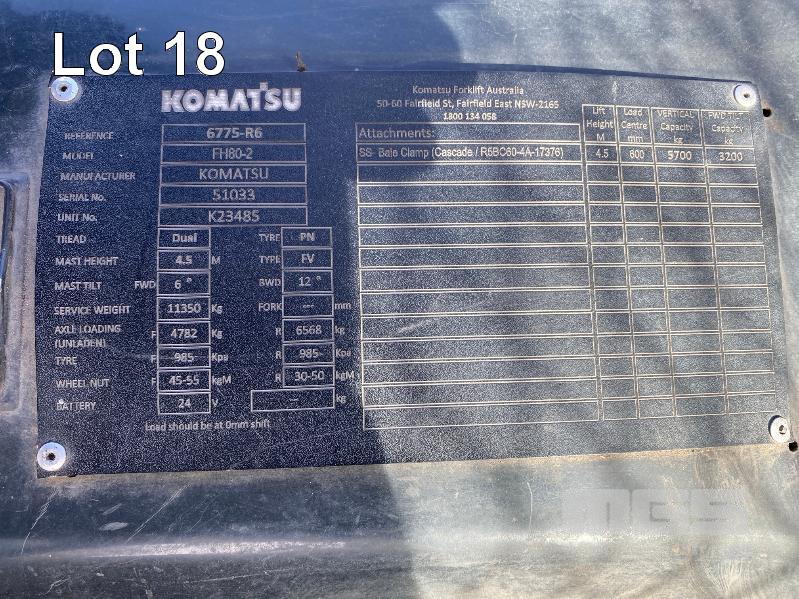 Lot 18
KOMATSU
Komatsu Forklift Australia
50-60 Fairfield St, Fairfield East NSW-2165
1800 134 058
REFERENCE 6775-R6
MODEL FH80-2
MANUFACTURER KOMATSU
SERIAL No. 51033
UNIT No. K23485
TREAD Dual TYRE PN
MAST HEIGHT 4.5 M TYPE FV
MAST TILT FWD 6 ° BWD 12 °
SERVICE WEIGHT 11350 Kg FORK --- mm
AXLE LOADING (UNLADEN) F 4782 Kg R 6568 kg
TYRE F 985 Kpa R 985 Kpa
WHEEL NUT F 45-55 kgM R 30-50 kgM
BATTERY 24 V -- kg
Load should be at 0mm shift
Attachments: Lift Height M Load Centre mm VERTICAL Capacity kg FWD TILT Capacity kg
SS- Bale Clamp (Cascade / R5BC60-4A-17376) 4.5 600 5700 3200
MGS